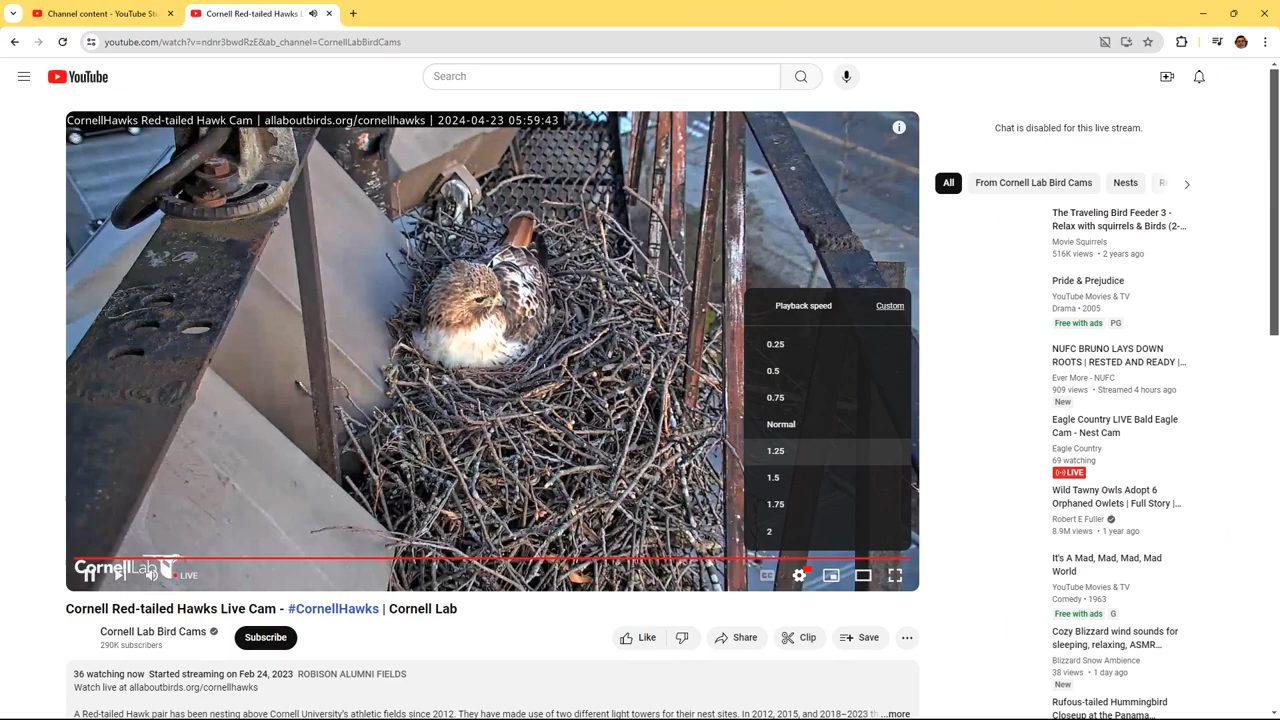 Channel content - YouTube Stu
Cornell Red-tailed Hawks L
youtube.com/watch?v=ndnr3bwdRzE&ab_channel=CornellLabBirdCams
YouTube
Search
CornellHawks Red-tailed Hawk Cam | allaboutbirds.org/cornellhawks | 2024-04-23 05:59:43
Playback speed Custom
0.25
0.5
0.75
Normal
1.25
1.5
1.75
2
CornellLab
LIVE
CC
Cornell Red-tailed Hawks Live Cam - #CornellHawks | Cornell Lab
Cornell Lab Bird Cams
290K subscribers
Subscribe
Like
Share
Clip
Save
36 watching now Started streaming on Feb 24, 2023 ROBISON ALUMNI FIELDS
Watch live at allaboutbirds.org/cornellhawks
A Red-tailed Hawk pair has been nesting above Cornell University's athletic fields since 2012. They have made use of two different light towers for their nest sites. In 2012, 2015, and 2018–2023 th ...more
Chat is disabled for this live stream.
All From Cornell Lab Bird Cams Nests Re
The Traveling Bird Feeder 3 -
Relax with squirrels & Birds (2-...
Movie Squirrels
516K views • 2 years ago
Pride & Prejudice
YouTube Movies & TV
Drama • 2005
Free with ads PG
NUFC BRUNO LAYS DOWN
ROOTS | RESTED AND READY |...
Ever More - NUFC
909 views • Streamed 4 hours ago
New
Eagle Country LIVE Bald Eagle
Cam - Nest Cam
Eagle Country
69 watching
LIVE
Wild Tawny Owls Adopt 6
Orphaned Owlets | Full Story |...
Robert E Fuller
8.9M views • 1 year ago
It's A Mad, Mad, Mad, Mad
World
YouTube Movies & TV
Comedy • 1963
Free with ads G
Cozy Blizzard wind sounds for
sleeping, relaxing, ASMR...
Blizzard Snow Ambience
38 views • 1 day ago
New
Rufous-tailed Hummingbird
Closeup at the Panama...